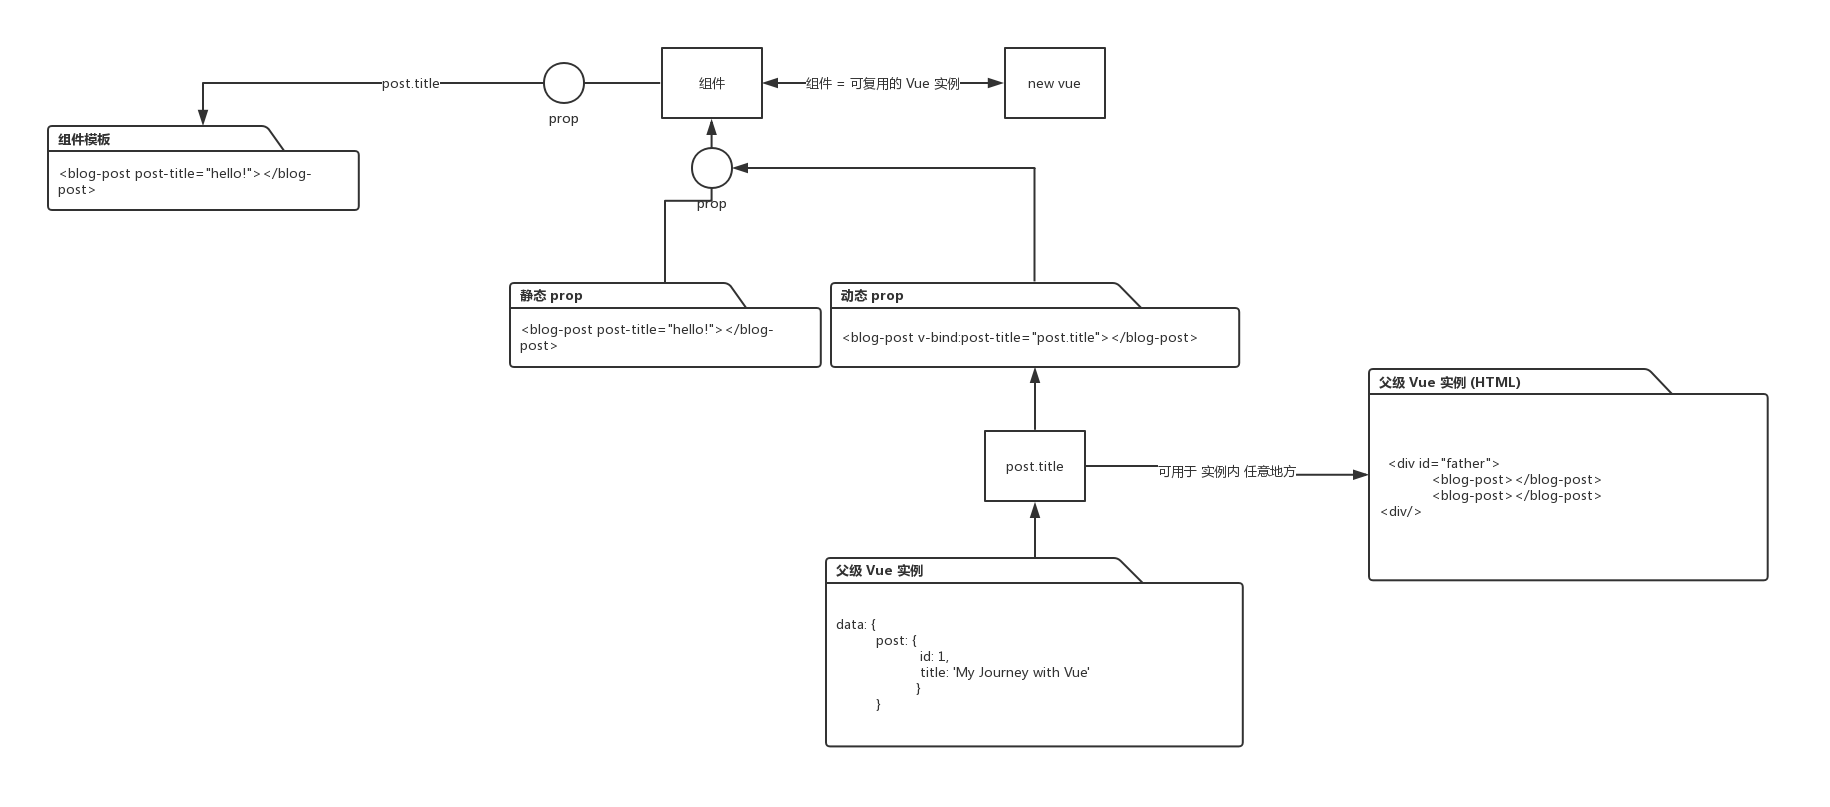 组件
new vue
组件 = 可复用的 Vue 实例
post.title
prop
组件模板
<blog-post post-title="hello!"></blog-
post>
prop
静态 prop
<blog-post post-title="hello!"></blog-
post>
动态 prop
<blog-post v-bind:post-title="post.title"></blog-post>
post.title
可用于 实例内 任意地方
父级 Vue 实例 (HTML)
<div id="father">
<blog-post></blog-post>
<blog-post></blog-post>
<div/>
父级 Vue 实例
data: {
post: {
id: 1,
title: 'My Journey with Vue'
}
}